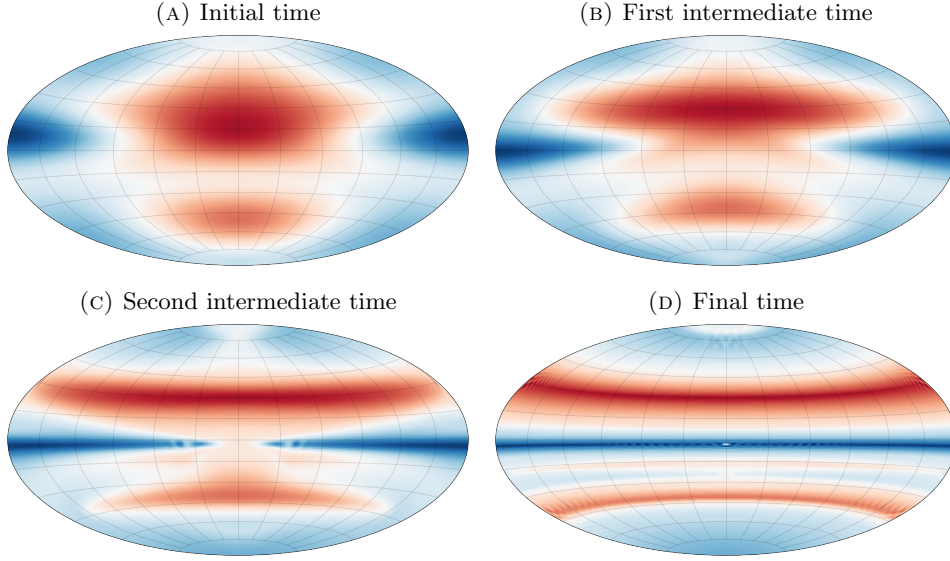 (A) Initial time
(B) First intermediate time
(C) Second intermediate time
(D) Final time